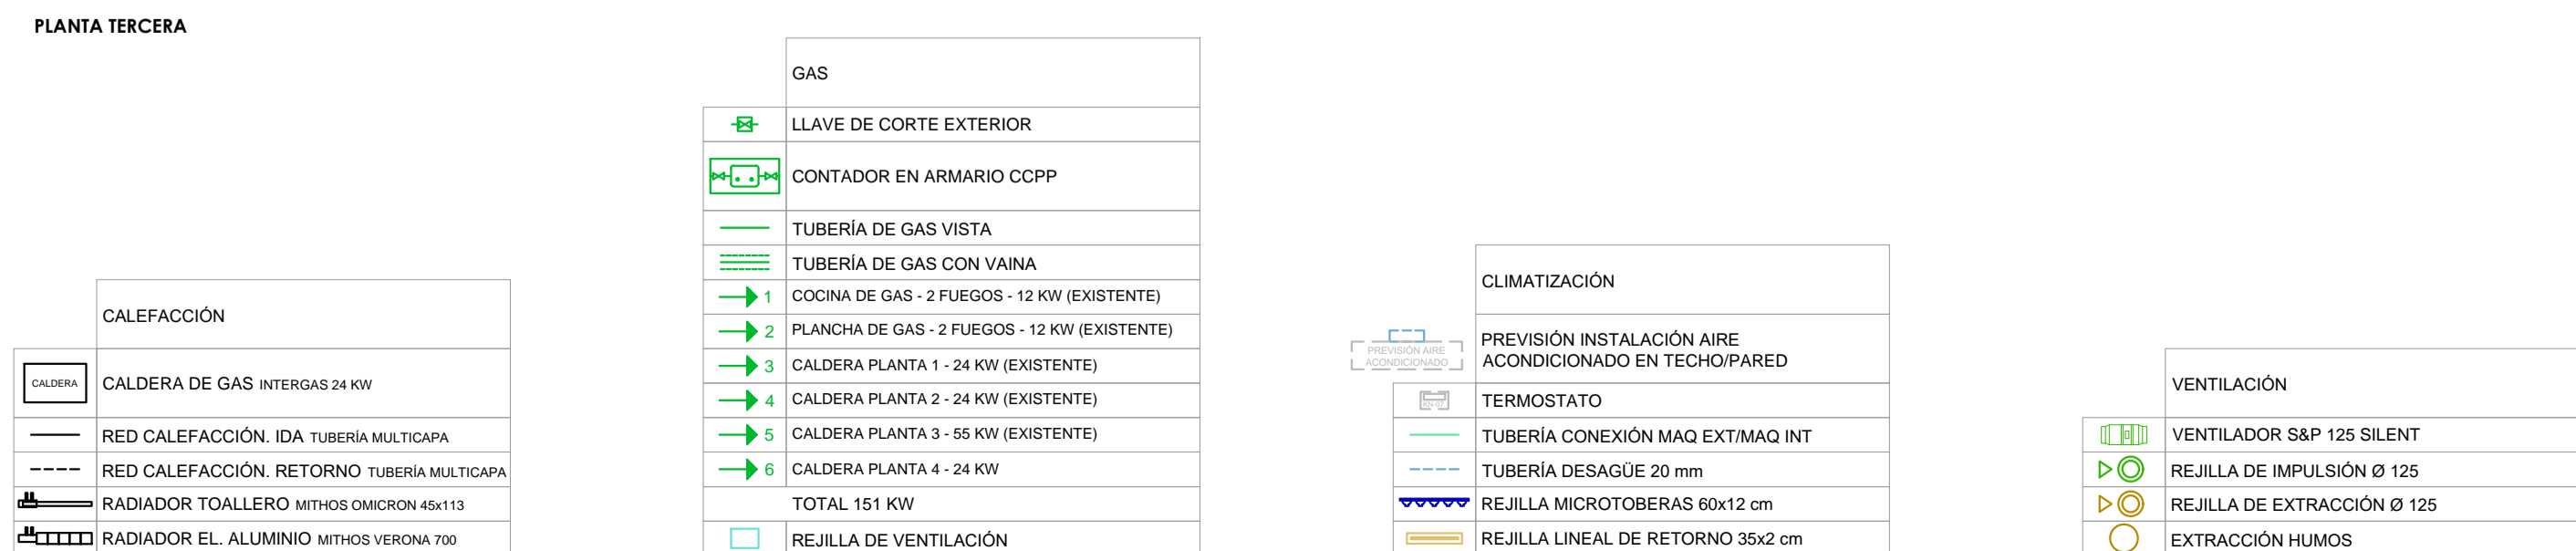 PLANTA TERCERA
CALEFACCIÓN
CALDERA
CALDERA DE GAS INTERGAS 24 KW
RED CALEFACCIÓN. IDA TUBERÍA MULTICAPA
RED CALEFACCIÓN. RETORNO TUBERÍA MULTICAPA
RADIADOR TOALLERO MITHOS OMICRON 45x113
RADIADOR EL. ALUMINIO MITHOS VERONA 700
GAS
LLAVE DE CORTE EXTERIOR
CONTADOR EN ARMARIO CCPP
TUBERÍA DE GAS VISTA
TUBERÍA DE GAS CON VAINA
1 COCINA DE GAS - 2 FUEGOS - 12 KW (EXISTENTE)
2 PLANCHA DE GAS - 2 FUEGOS - 12 KW (EXISTENTE)
3 CALDERA PLANTA 1 - 24 KW (EXISTENTE)
4 CALDERA PLANTA 2 - 24 KW (EXISTENTE)
5 CALDERA PLANTA 3 - 55 KW (EXISTENTE)
6 CALDERA PLANTA 4 - 24 KW
TOTAL 151 KW
REJILLA DE VENTILACIÓN
CLIMATIZACIÓN
PREVISIÓN AIRE
ACONDICIONADO
PREVISIÓN INSTALACIÓN AIRE
ACONDICIONADO EN TECHO/PARED
TERMOSTATO
TUBERÍA CONEXIÓN MAQ EXT/MAQ INT
TUBERÍA DESAGÜE 20 mm
REJILLA MICROTOBERAS 60x12 cm
REJILLA LINEAL DE RETORNO 35x2 cm
VENTILACIÓN
VENTILADOR S&P 125 SILENT
REJILLA DE IMPULSIÓN Ø 125
REJILLA DE EXTRACCIÓN Ø 125
EXTRACCIÓN HUMOS